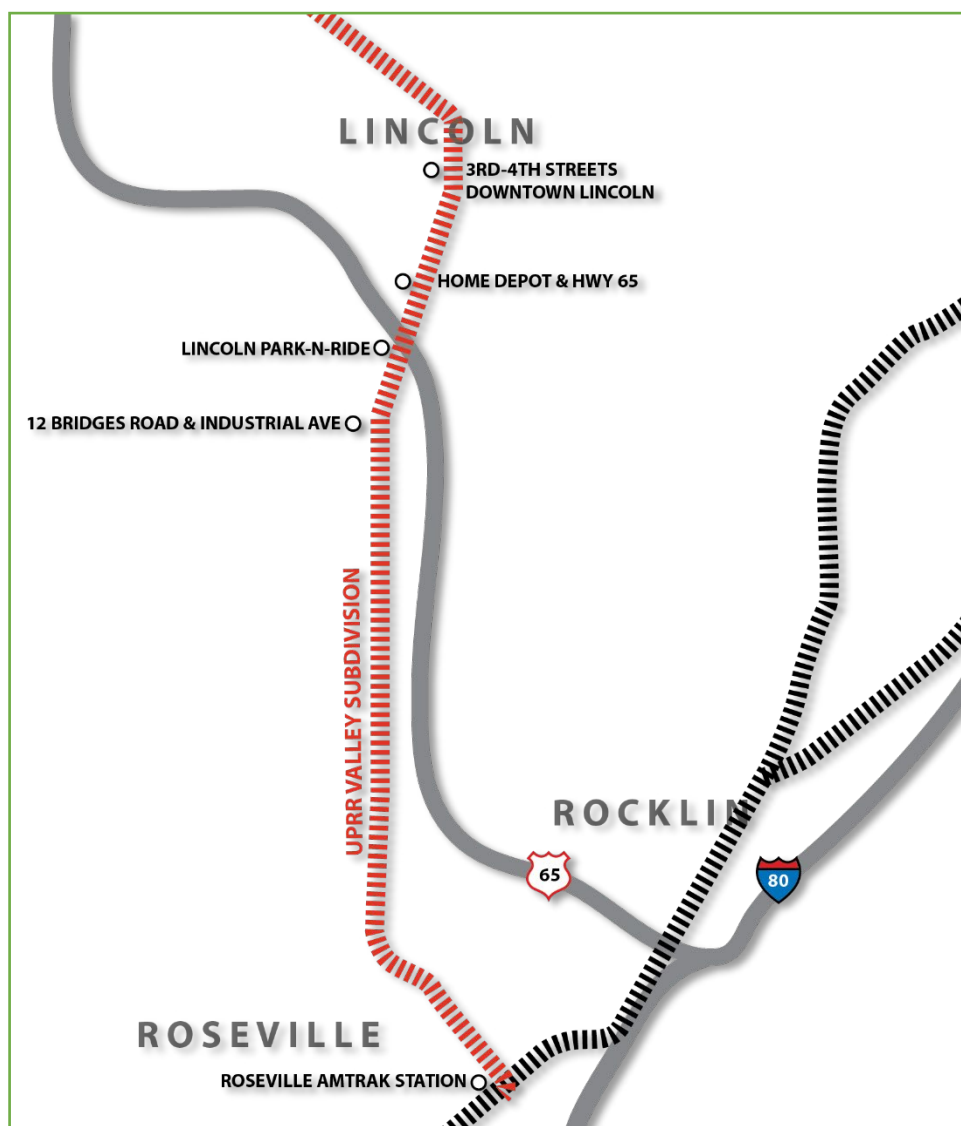 LINCOLN
3RD-4TH STREETS
DOWNTOWN LINCOLN
HOME DEPOT & HWY 65
LINCOLN PARK-N-RIDE
12 BRIDGES ROAD & INDUSTRIAL AVE
UPRR VALLEY SUBDIVISION
ROCKLIN
65
80
ROSEVILLE
ROSEVILLE AMTRAK STATION